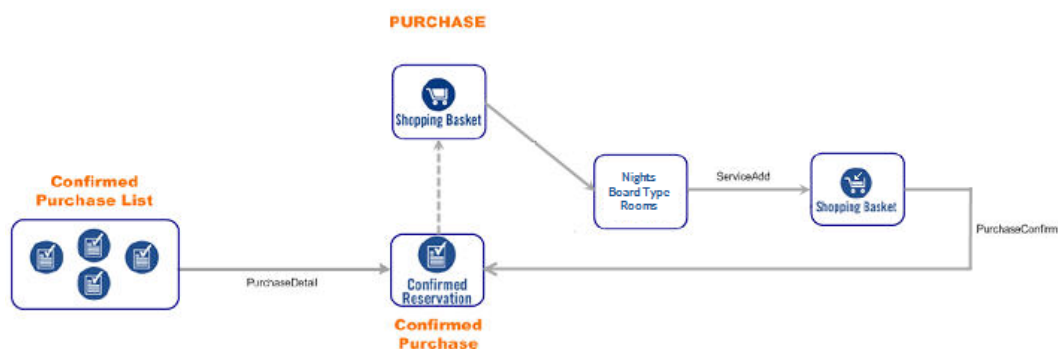 PURCHASE
Shopping Basket
Confirmed
Purchase List
Nights
Board Type
Rooms
ServiceAdd
Shopping Basket
PurchaseConfirm
PurchaseDetail
Confirmed
Reservation
Confirmed
Purchase